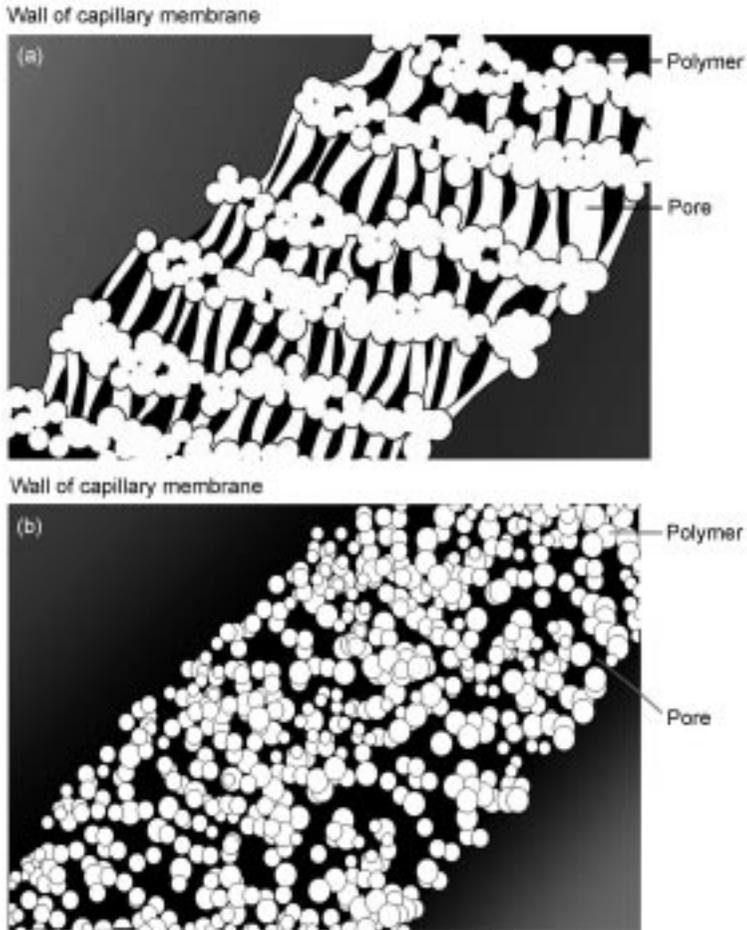 Wall of capillary membrane
(a)
Polymer
Pore
Wall of capillary membrane
(b)
Polymer
Pore